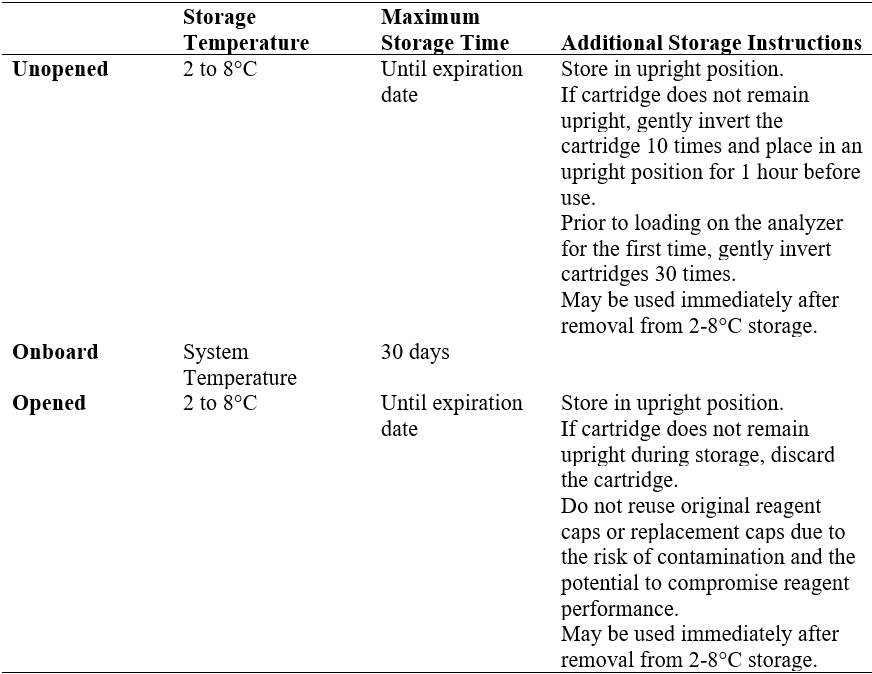 Storage Temperature	Maximum Storage Time	Additional Storage Instructions
Unopened	2 to 8°C	Until expiration date	Store in upright position.
If cartridge does not remain
upright, gently invert the
cartridge 10 times and place in an
upright position for 1 hour before
use.
Prior to loading on the analyzer
for the first time, gently invert
cartridges 30 times.
May be used immediately after
removal from 2-8°C storage.
Onboard	System Temperature	30 days
Opened	2 to 8°C	Until expiration date	Store in upright position.
If cartridge does not remain
upright during storage, discard
the cartridge.
Do not reuse original reagent
caps or replacement caps due to
the risk of contamination and the
potential to compromise reagent
performance.
May be used immediately after
removal from 2-8°C storage.